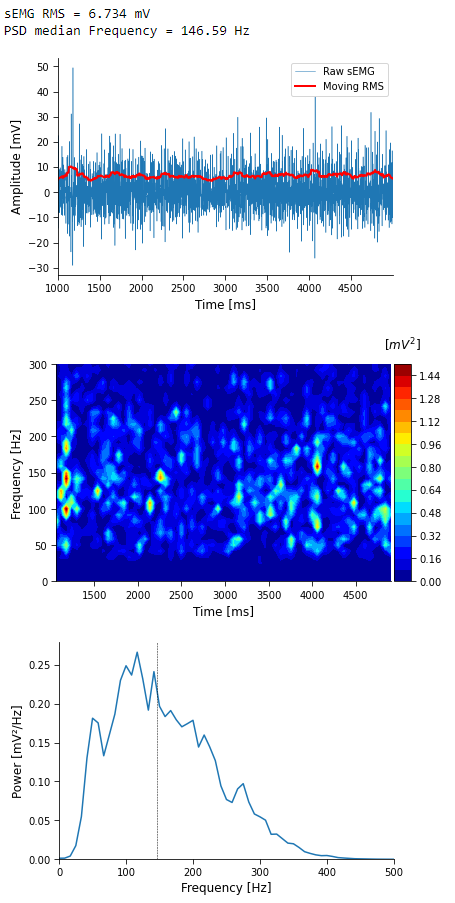 sEMG RMS = 6.734 mV
PSD median Frequency = 146.59 Hz
Raw sEMG
Moving RMS
Amplitude [mV]
50
40
30
20
10
0
−10
−20
−30
1000 1500 2000 2500 3000 3500 4000 4500
Time [ms]
[mV²]
Frequency [Hz]
300
250
200
150
100
50
0
1500 2000 2500 3000 3500 4000 4500
Time [ms]
1.44
1.28
1.12
0.96
0.80
0.64
0.48
0.32
0.16
0.00
Power [mV²/Hz]
0.25
0.20
0.15
0.10
0.05
0.00
0 100 200 300 400 500
Frequency [Hz]